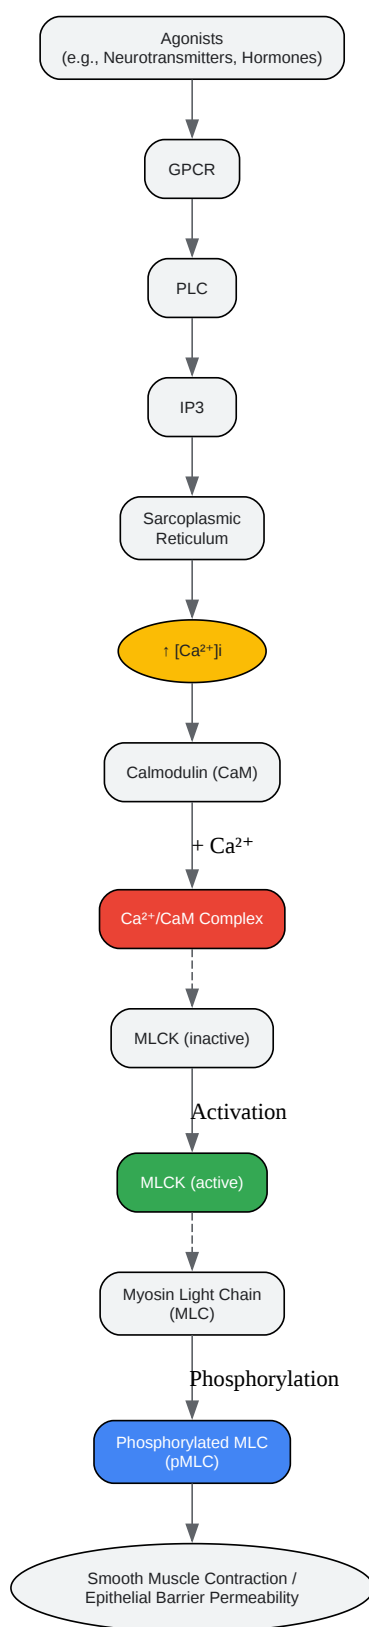 Agonists
(e.g., Neurotransmitters, Hormones)
GPCR
PLC
IP3
Sarcoplasmic
Reticulum
↑ [Ca²⁺]i
Calmodulin (CaM)
+ Ca²⁺
Ca²⁺/CaM Complex
MLCK (inactive)
Activation
MLCK (active)
Myosin Light Chain
(MLC)
Phosphorylation
Phosphorylated MLC
(pMLC)
Smooth Muscle Contraction /
Epithelial Barrier Permeability